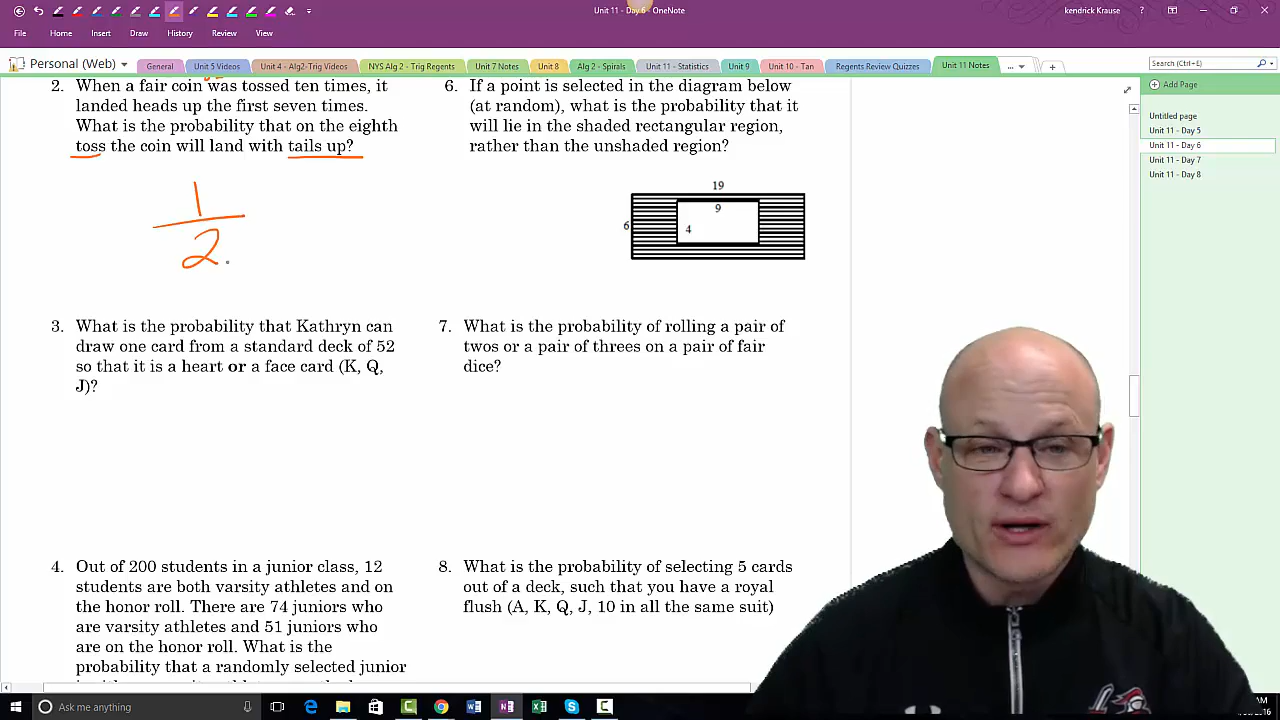 Unit 11 - Day 6 - OneNote
kendrick Krause
File Home Insert Draw History Review View
Personal (Web) General Unit 5 Videos Unit 4 - Alg2-Trig Videos NYS Alg 2 - Trig Regents Unit 7 Notes Unit 8 Alg 2 - Spirals Unit 11 - Statistics Unit 9 Unit 10 - Tan Regents Review Quizzes Unit 11 Notes ...
Search (Ctrl+E)
Add Page
Untitled page
Unit 11 - Day 5
Unit 11 - Day 6
Unit 11 - Day 7
Unit 11 - Day 8
2. When a fair coin was tossed ten times, it
landed heads up the first seven times.
What is the probability that on the eighth
toss the coin will land with tails up?
1
2
3. What is the probability that Kathryn can
draw one card from a standard deck of 52
so that it is a heart or a face card (K, Q,
J)?
4. Out of 200 students in a junior class, 12
students are both varsity athletes and on
the honor roll. There are 74 juniors who
are varsity athletes and 51 juniors who
are on the honor roll. What is the
probability that a randomly selected junior
6. If a point is selected in the diagram below
(at random), what is the probability that it
will lie in the shaded rectangular region,
rather than the unshaded region?
19
9
6
4
7. What is the probability of rolling a pair of
twos or a pair of threes on a pair of fair
dice?
8. What is the probability of selecting 5 cards
out of a deck, such that you have a royal
flush (A, K, Q, J, 10 in all the same suit)
Ask me anything